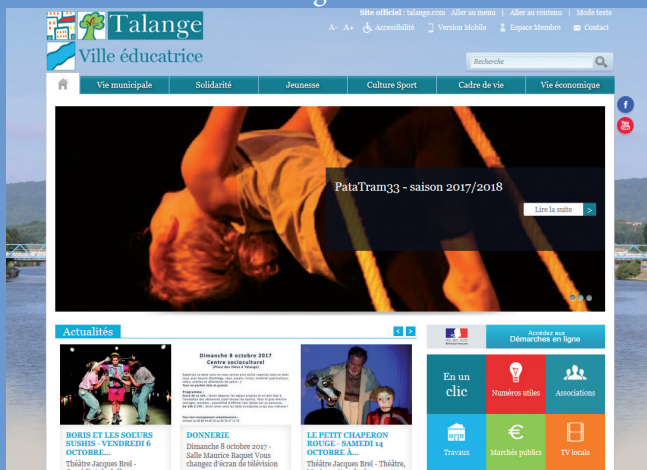 Site officiel : talange.com Aller au menu | Aller au contenu | Mode texte
Talange
A- A+ Accessibilité Version Mobile Espace Membre Contact
Ville éducatrice
Recherche
Vie municipale Solidarité Jeunesse Culture Sport Cadre de vie Vie économique
PataTram33 - saison 2017/2018
Lire la suite >
Actualités
Accédez aux
Démarches en ligne
Dimanche 8 octobre 2017
Centre socioculturel
(Place des Fêtes à Talange)
En un
clic
Numéros utiles
Associations
BORIS ET LES SOEURS
SUSHIS - VENDREDI 6
OCTOBRE...
Théâtre Jacques Brel -
DONNERIE
Dimanche 8 octobre 2017 -
Salle Maurice Baquet Vous
changez d'écran de télévision
LE PETIT CHAPERON
ROUGE - SAMEDI 14
OCTOBRE À...
Théâtre Jacques Brel - Théâtre,
Travaux
Marchés publics
TV locale